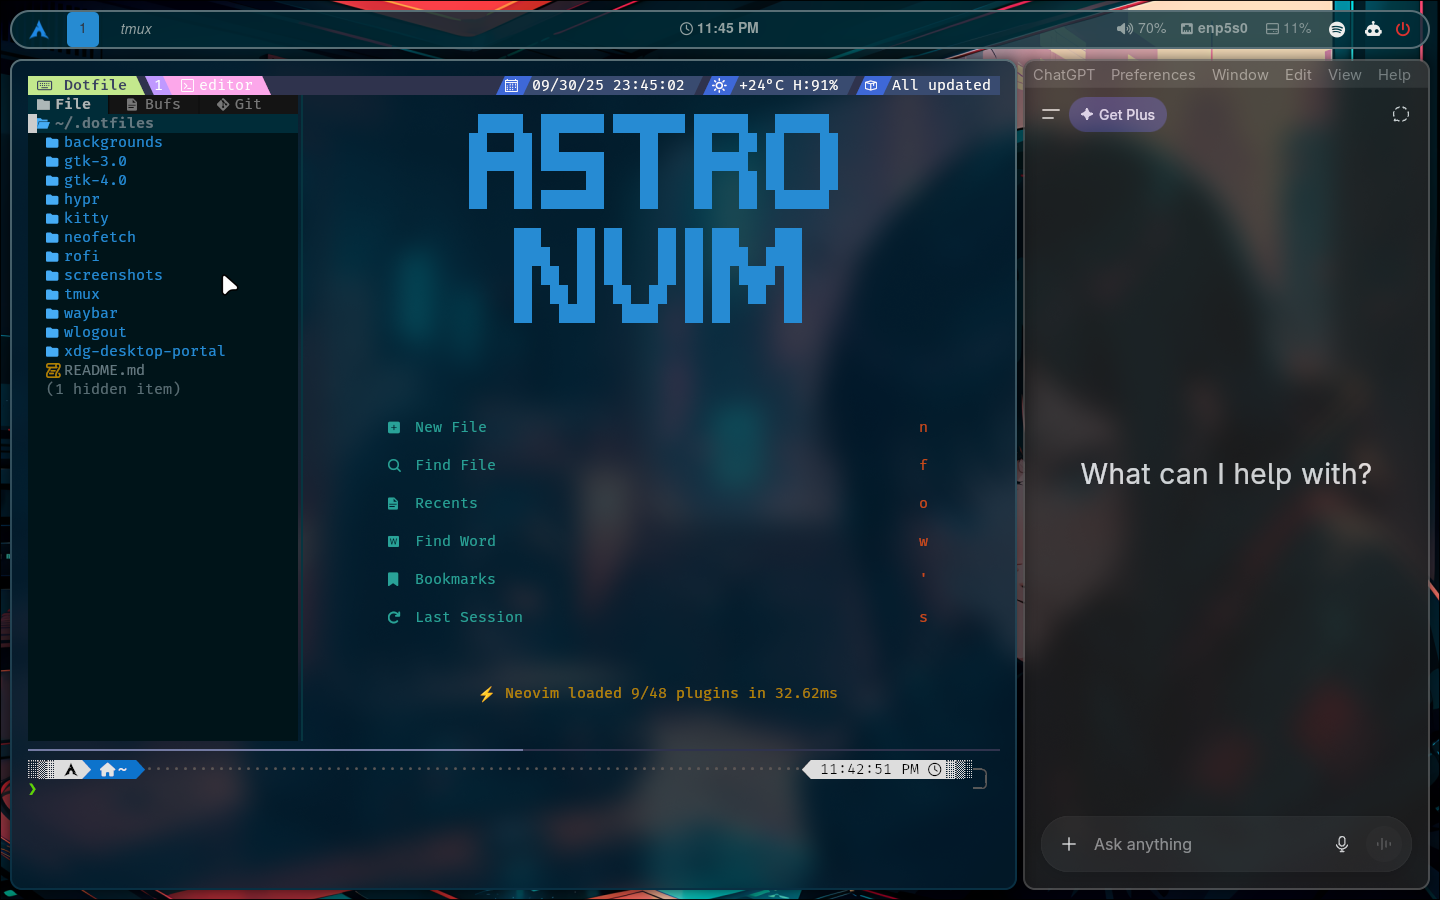 1 tmux 11:45 PM 70% enp5s0 11%
Dotfile 1 editor 09/30/25 23:45:02 +24°C H:91% All updated
File Bufs Git
~/.dotfiles
backgrounds
gtk-3.0
gtk-4.0
hypr
kitty
neofetch
rofi
screenshots
tmux
waybar
wlogout
xdg-desktop-portal
README.md
(1 hidden item)
ASTRO
NVIM
New File n
Find File f
Recents o
Find Word w
Bookmarks '
Last Session s
⚡ Neovim loaded 9/48 plugins in 32.62ms
~ 11:42:51 PM
❯
ChatGPT Preferences Window Edit View Help
Get Plus
What can I help with?
Ask anything